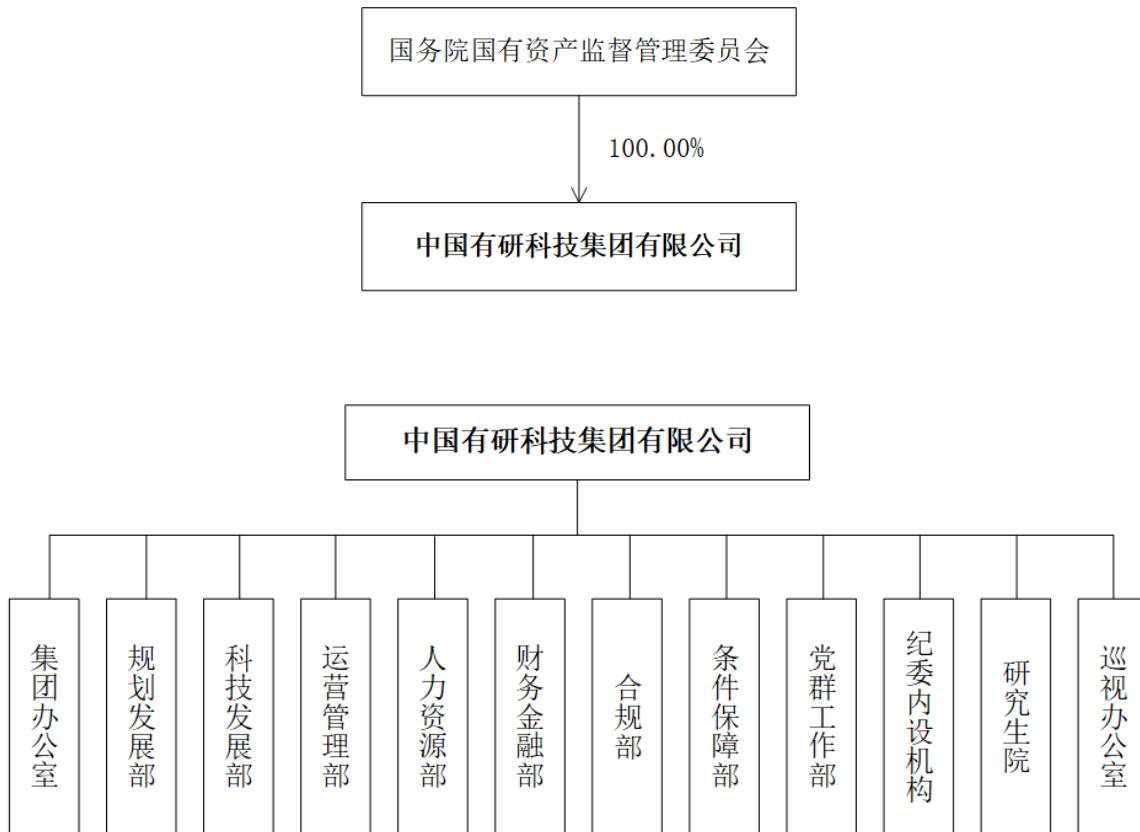 国务院国有资产监督管理委员会
100.00%
中国有研科技集团有限公司
中国有研科技集团有限公司
集团办公室
规划发展部
科技发展部
运营管理部
人力资源部
财务金融部
合规部
条件保障部
党群工作部
纪委内设机构
研究生院
巡视办公室